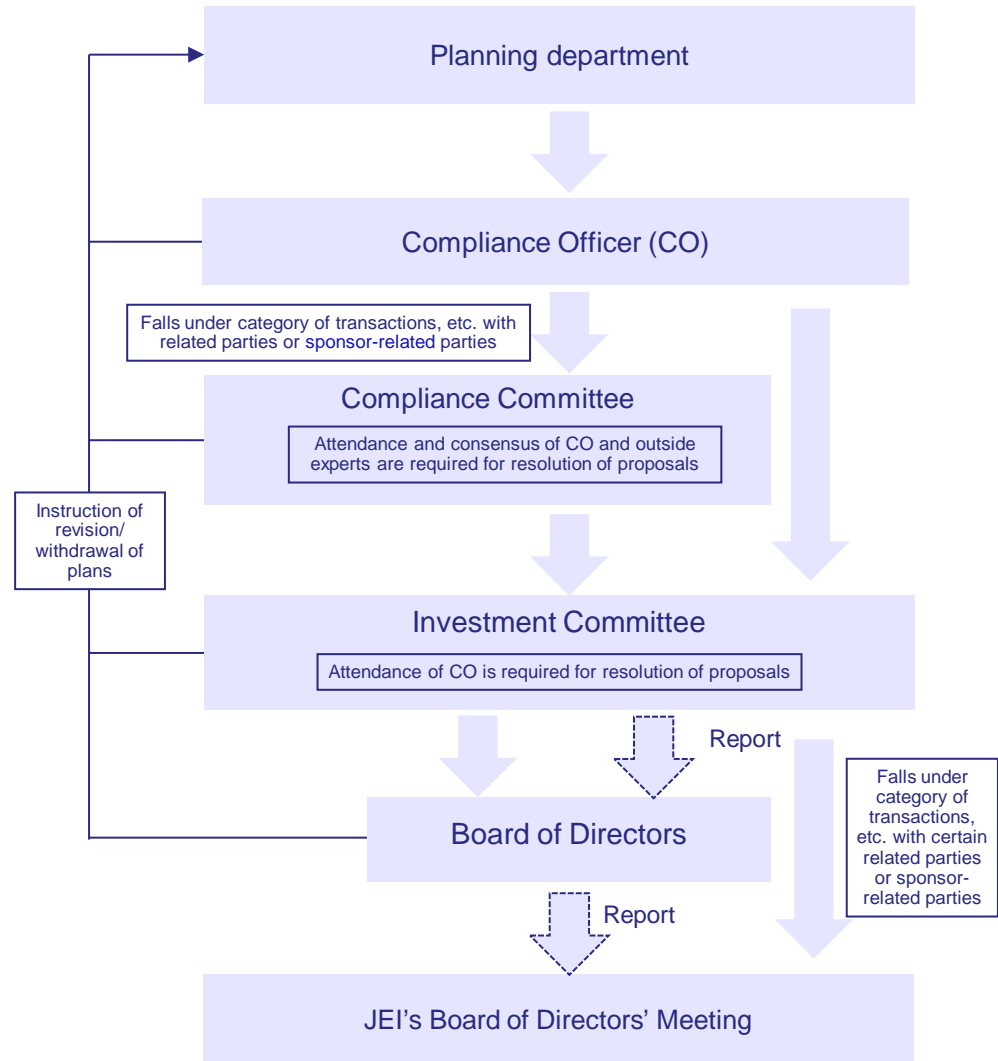 Planning department
Compliance Officer (CO)
Falls under category of transactions, etc. with
related parties or sponsor-related parties
Compliance Committee
Attendance and consensus of CO and outside
experts are required for resolution of proposals
Instruction of
revision/
withdrawal of
plans
Investment Committee
Attendance of CO is required for resolution of proposals
Report
Falls under
category of
transactions,
etc. with certain
related parties
or sponsor-
related parties
Board of Directors
Report
JEI's Board of Directors’ Meeting